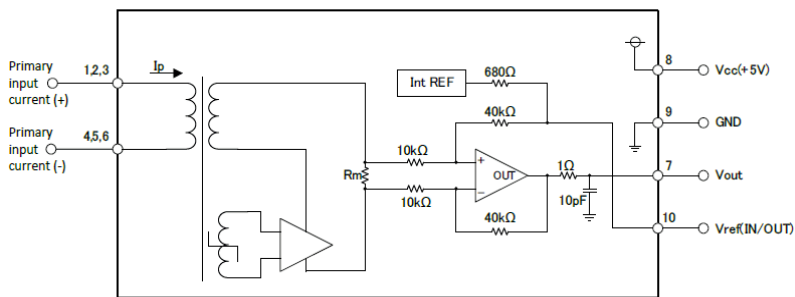 Primary
input
current (+)
1,2,3
Ip
Primary
input
current (-)
4,5,6
Int REF
680Ω
40kΩ
10kΩ
Rm
10kΩ
+
OUT
−
40kΩ
1Ω
10pF
8
Vcc(+5V)
9
GND
7
Vout
10
Vref(IN/OUT)